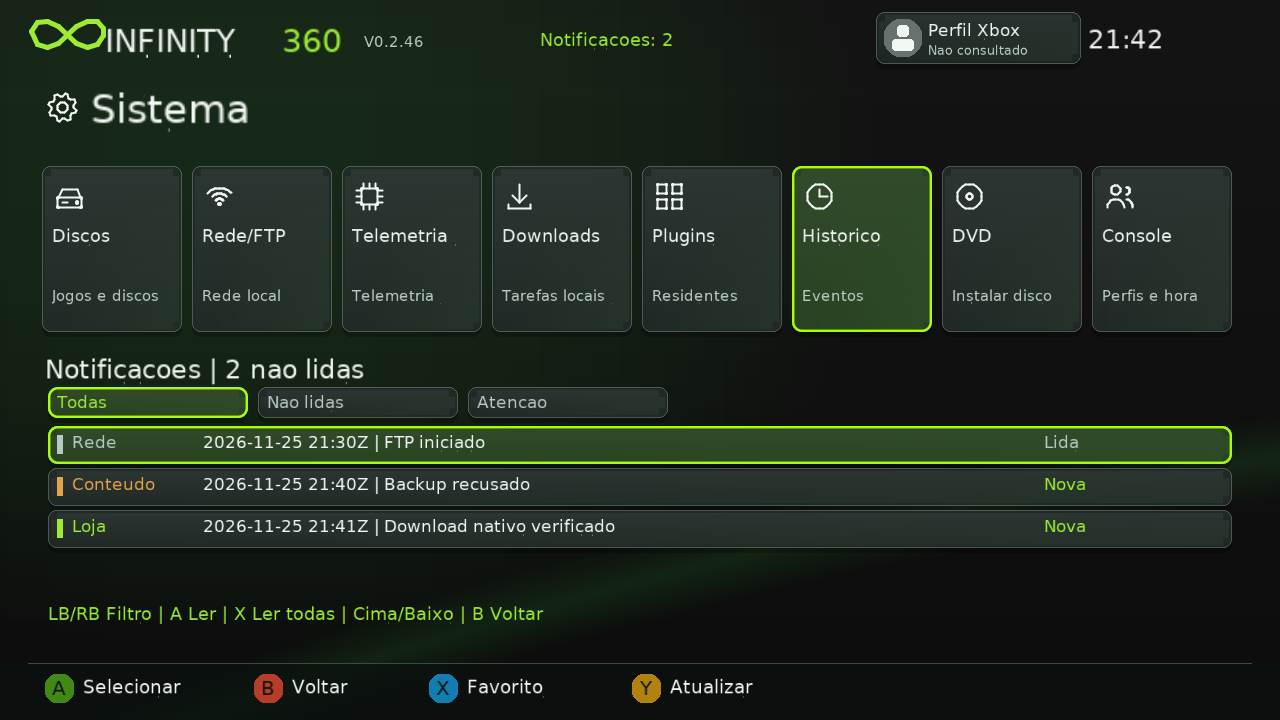 INFINITY 360 V0.2.46 Notificacoes: 2 Perfil Xbox 21:42
Nao consultado
Sistema
Discos Rede/FTP Telemetria Downloads Plugins Historico DVD Console
Jogos e discos Rede local Telemetria Tarefas locais Residentes Eventos Instalar disco Perfis e hora
Notificacoes | 2 nao lidas
Todas Nao lidas Atencao
Rede 2026-11-25 21:30Z | FTP iniciado Lida
Conteudo 2026-11-25 21:40Z | Backup recusado Nova
Loja 2026-11-25 21:41Z | Download nativo verificado Nova
LB/RB Filtro | A Ler | X Ler todas | Cima/Baixo | B Voltar
A Selecionar B Voltar X Favorito Y Atualizar